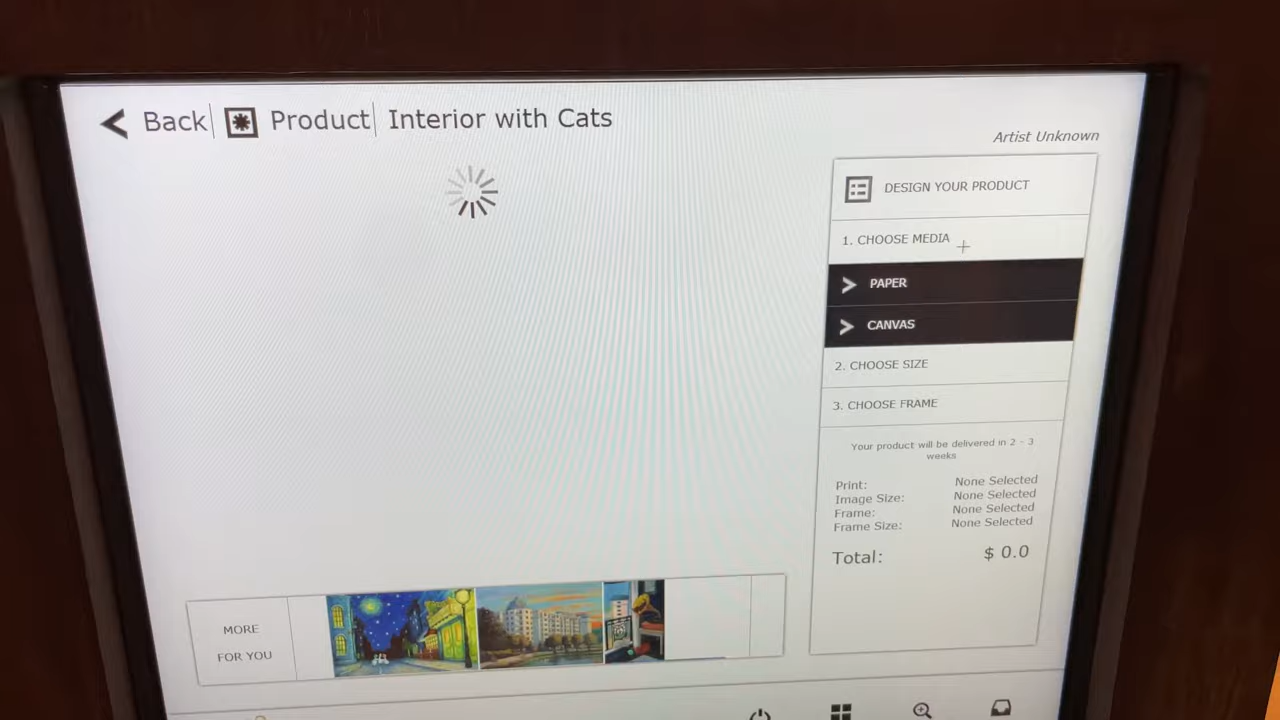 Back Product Interior with Cats
Artist Unknown
DESIGN YOUR PRODUCT
1. CHOOSE MEDIA
PAPER
CANVAS
2. CHOOSE SIZE
3. CHOOSE FRAME
Your product will be delivered in 2 - 3
weeks
Print: None Selected
Image Size: None Selected
Frame: None Selected
Frame Size: None Selected
Total: $ 0.0
MORE
FOR YOU